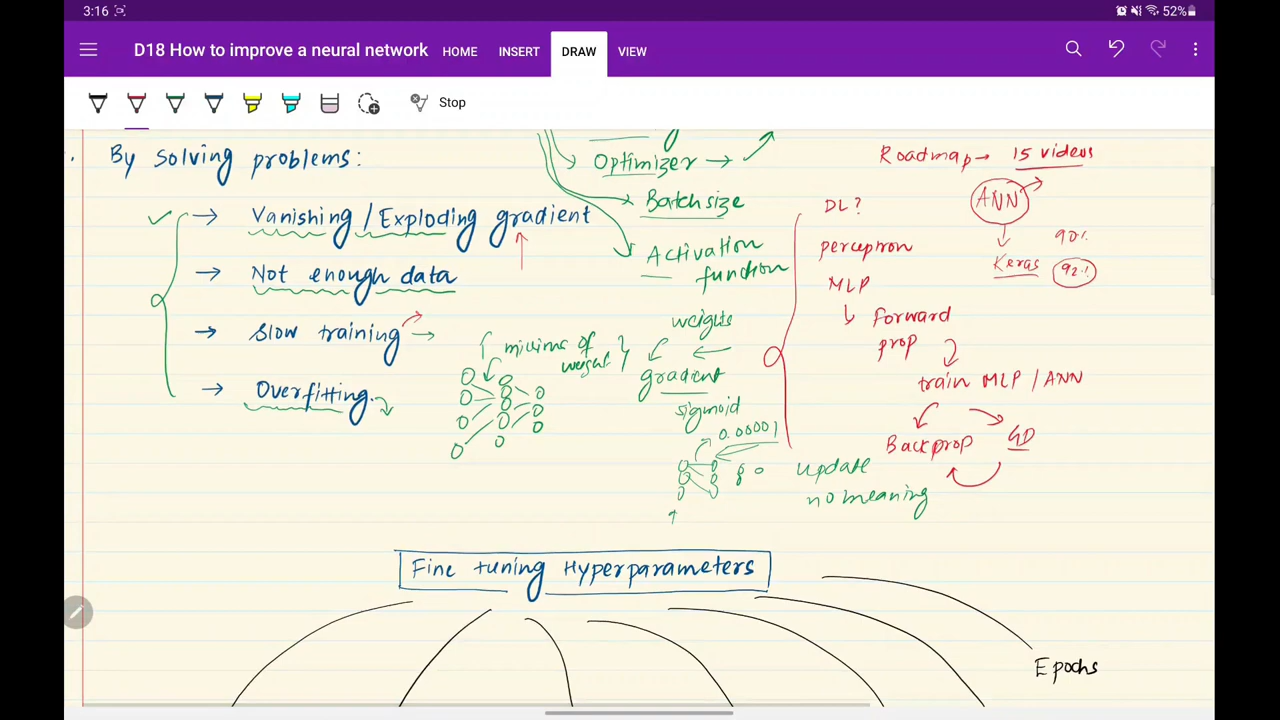 3:16
52%
D18 How to improve a neural network
HOME
INSERT
DRAW
VIEW
Stop
By solving problems:
→ Vanishing / Exploding gradient
→ Not enough data
→ Slow training →
→ Overfitting
Optimizer →
Batch size
Activation
function
millions of
weight
weights
gradient
sigmoid
0.00001
update
no meaning
Roadmap → 15 videos
DL?
perceptron
MLP
forward
prop
train MLP / ANN
Backprop
GD
ANN
Keras
90%
92%
Fine tuning Hyperparameters
Epochs